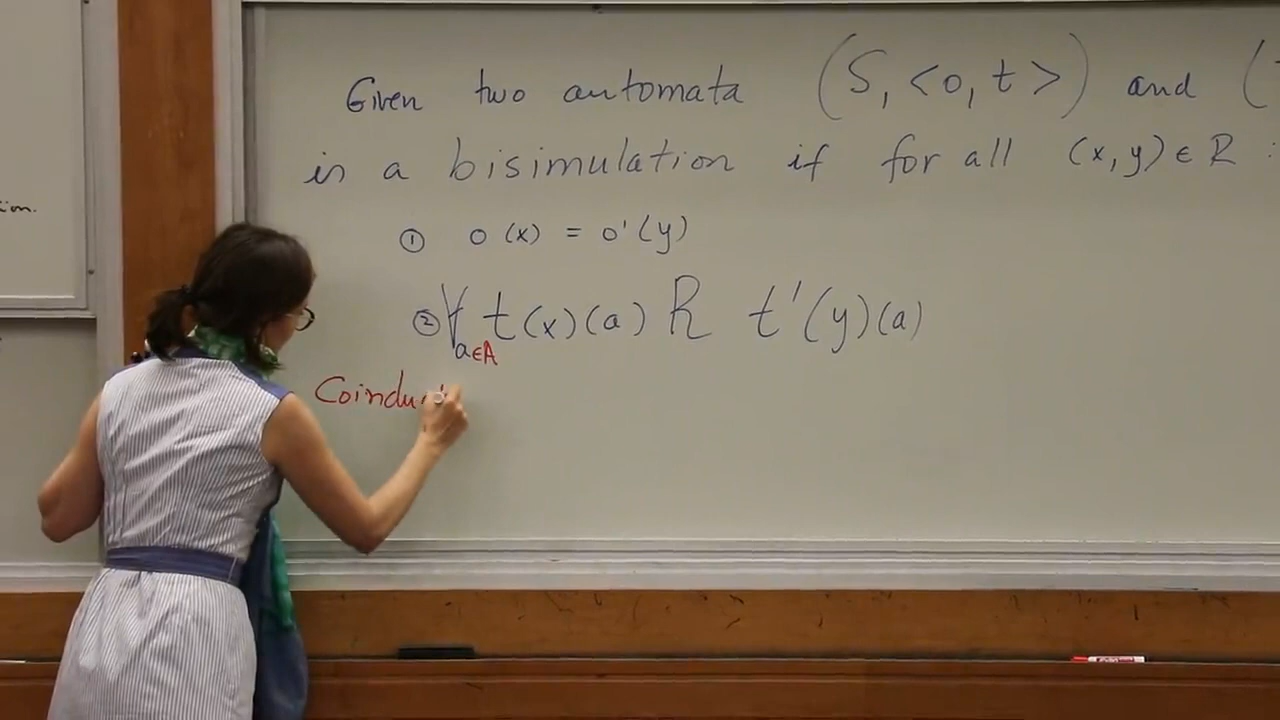 Given two automata (S, <o, t>) and (
is a bisimulation if for all (x, y) ∈ R :
① o (x) = o' (y)
② ∀ t (x) (a) R t' (y) (a)
a ∈ A